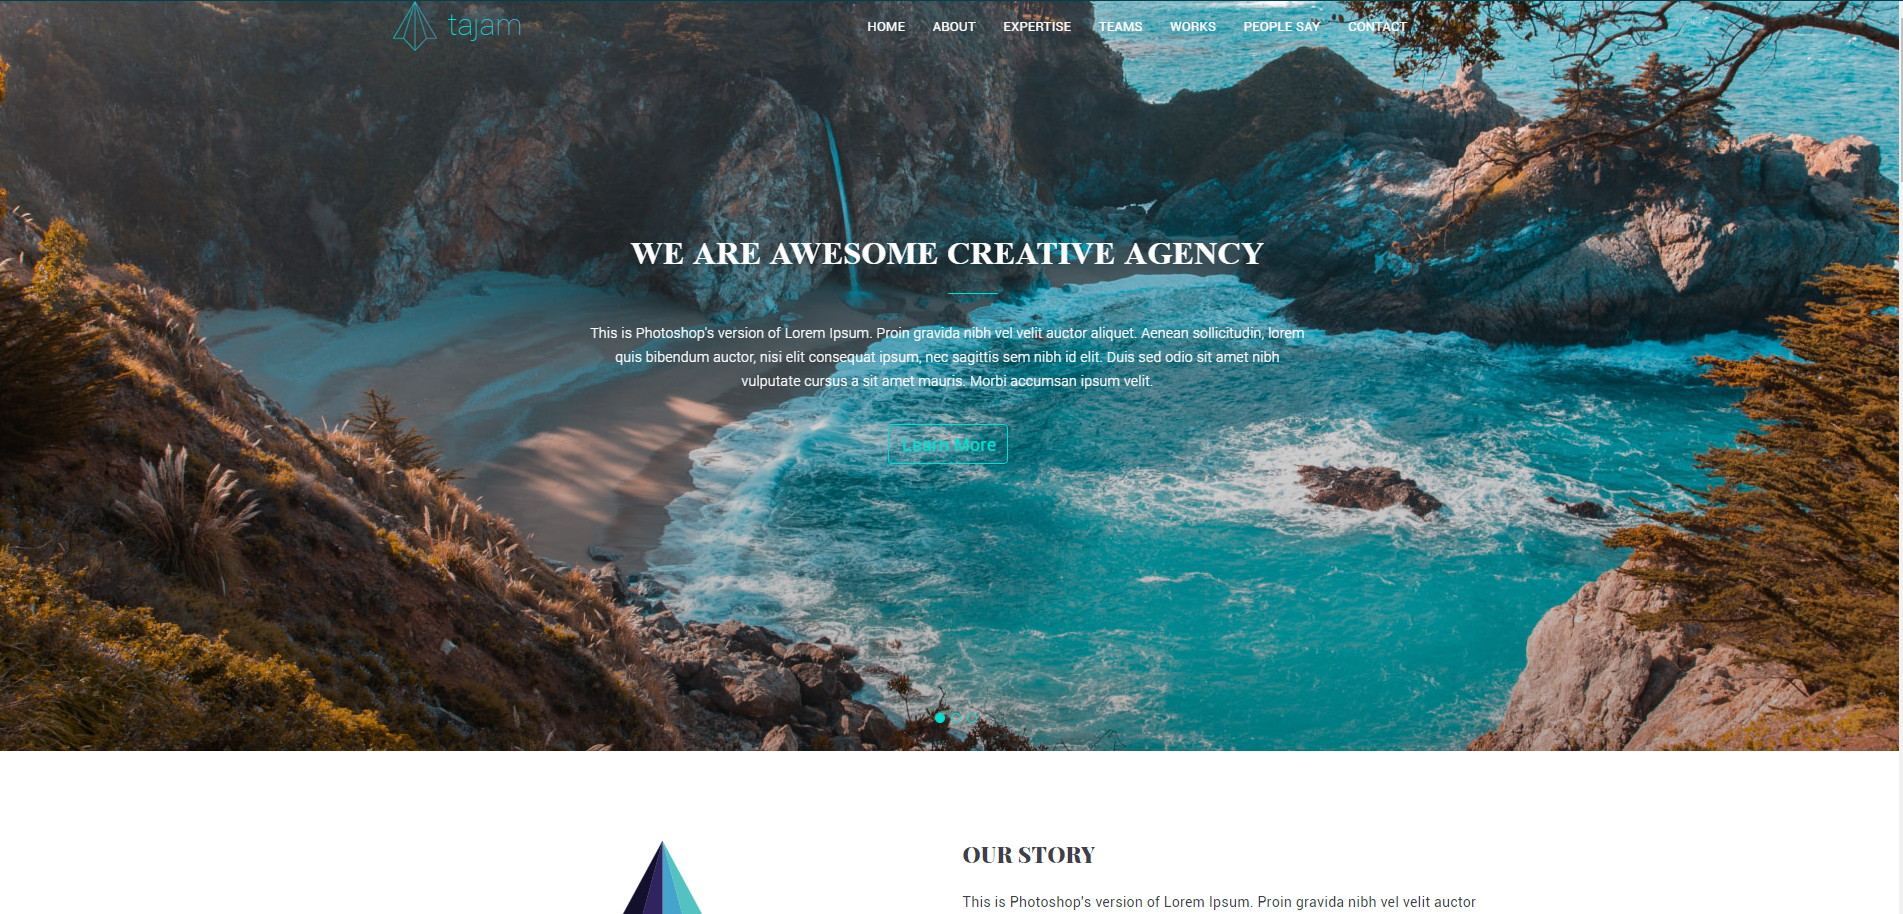 tajam
HOME ABOUT EXPERTISE TEAMS WORKS PEOPLE SAY CONTACT
WE ARE AWESOME CREATIVE AGENCY
This is Photoshop's version of Lorem Ipsum. Proin gravida nibh vel velit auctor aliquet. Aenean sollicitudin, lorem
quis bibendum auctor, nisi elit consequat ipsum, nec sagittis sem nibh id elit. Duis sed odio sit amet nibh
vulputate cursus a sit amet mauris. Morbi accumsan ipsum velit.
Learn More
OUR STORY
This is Photoshop's version of Lorem Ipsum. Proin gravida nibh vel velit auctor